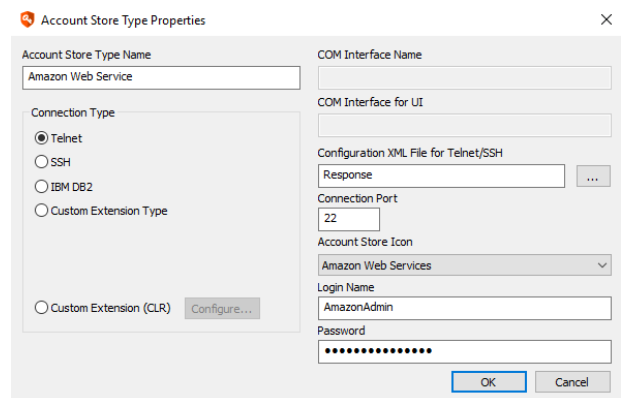 Account Store Type Properties
Account Store Type Name
Amazon Web Service
Connection Type
Telnet
SSH
IBM DB2
Custom Extension Type
Custom Extension (CLR)
Configure...
COM Interface Name
COM Interface for UI
Configuration XML File for Telnet/SSH
Response
...
Connection Port
22
Account Store Icon
Amazon Web Services
Login Name
AmazonAdmin
Password
●●●●●●●●●●●●●●●
OK
Cancel